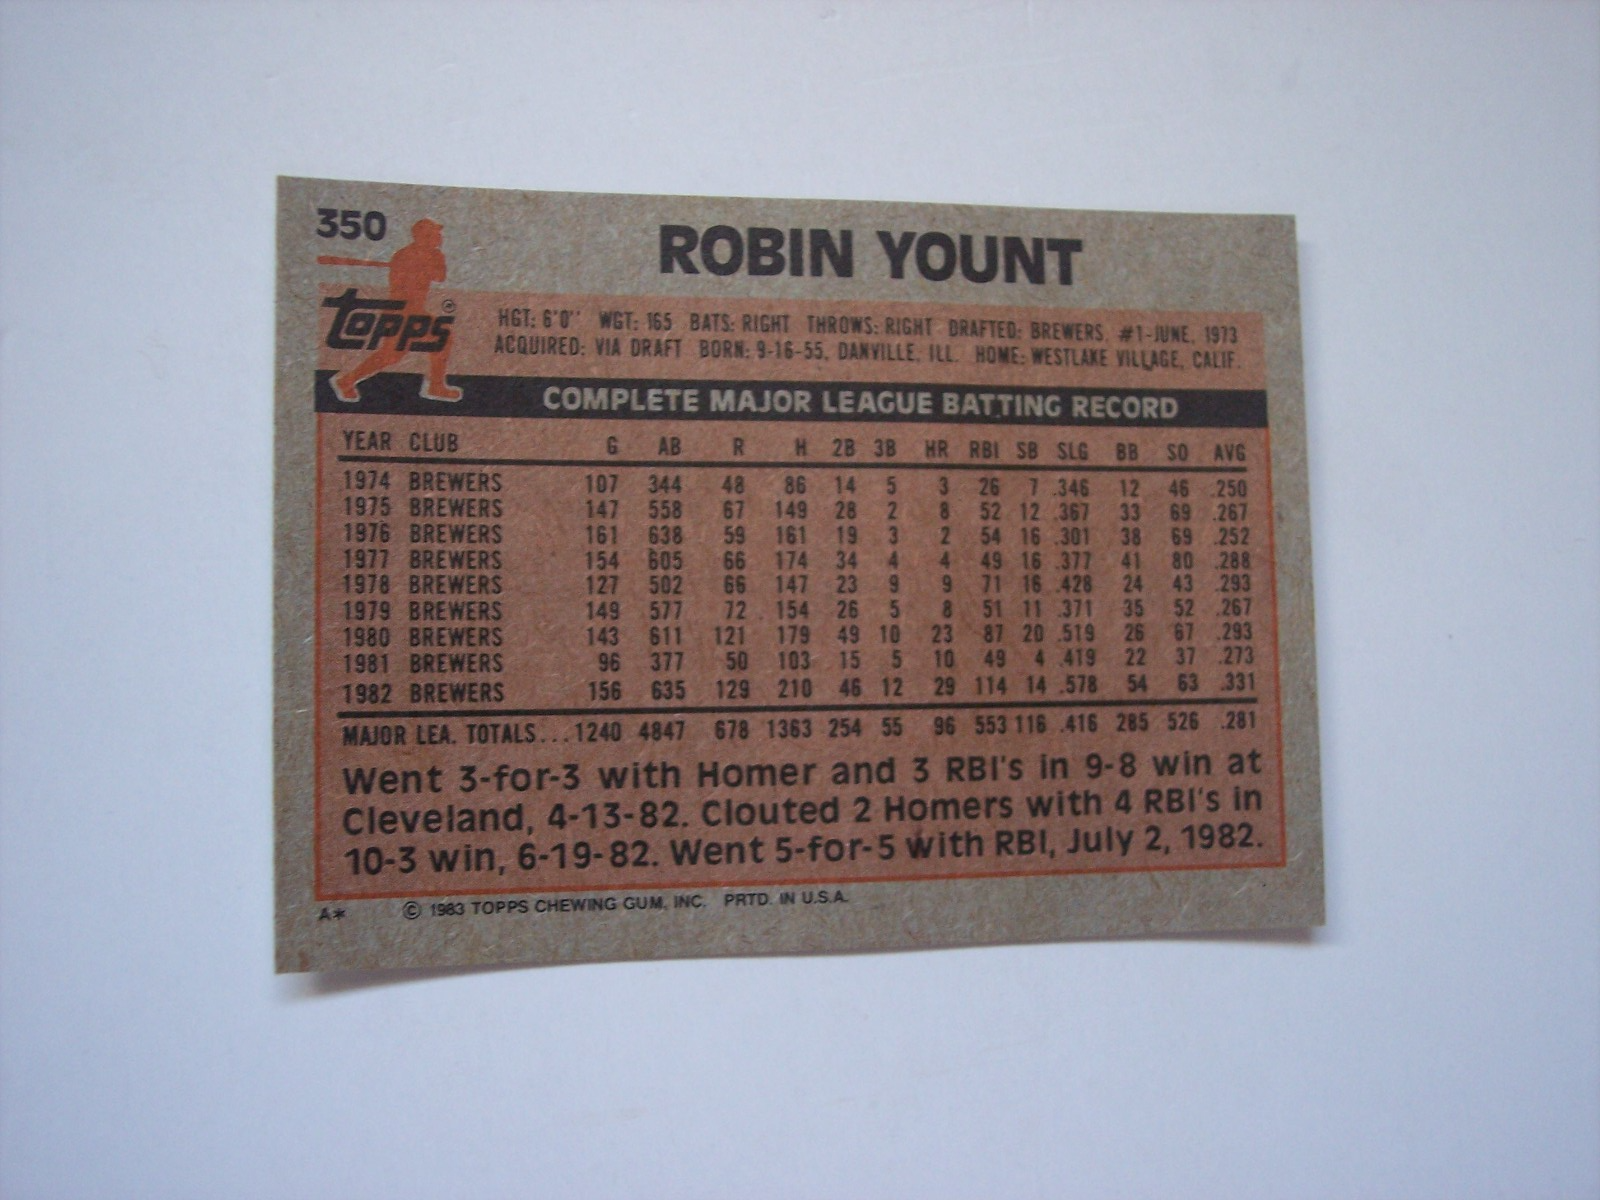 350
ROBIN YOUNT
topps®
HGT: 6'0" WGT: 165 BATS: RIGHT THROWS: RIGHT DRAFTED: BREWERS, #1-JUNE, 1973
ACQUIRED: VIA DRAFT BORN: 9-16-55, DANVILLE, ILL. HOME: WESTLAKE VILLAGE, CALIF.
COMPLETE MAJOR LEAGUE BATTING RECORD
YEAR CLUB G AB R H 2B 3B HR RBI SB SLG BB SO AVG
1974 BREWERS 107 344 48 86 14 5 3 26 7 .346 12 46 .250
1975 BREWERS 147 558 67 149 28 2 8 52 12 .367 33 69 .267
1976 BREWERS 161 638 59 161 19 3 2 54 16 .301 38 69 .252
1977 BREWERS 154 605 66 174 34 4 4 49 16 .377 41 80 .288
1978 BREWERS 127 502 66 147 23 9 9 71 16 .428 24 43 .293
1979 BREWERS 149 577 72 154 26 5 8 51 11 .371 35 52 .267
1980 BREWERS 143 611 121 179 49 10 23 87 20 .519 26 67 .293
1981 BREWERS 96 377 50 103 15 5 10 49 4 .419 22 37 .273
1982 BREWERS 156 635 129 210 46 12 29 114 14 .578 54 63 .331
MAJOR LEA. TOTALS...1240 4847 678 1363 254 55 96 553 116 .416 285 526 .281
Went 3-for-3 with Homer and 3 RBI's in 9-8 win at
Cleveland, 4-13-82. Clouted 2 Homers with 4 RBI's in
10-3 win, 6-19-82. Went 5-for-5 with RBI, July 2, 1982.
A* © 1983 TOPPS CHEWING GUM, INC. PRTD. IN U.S.A.